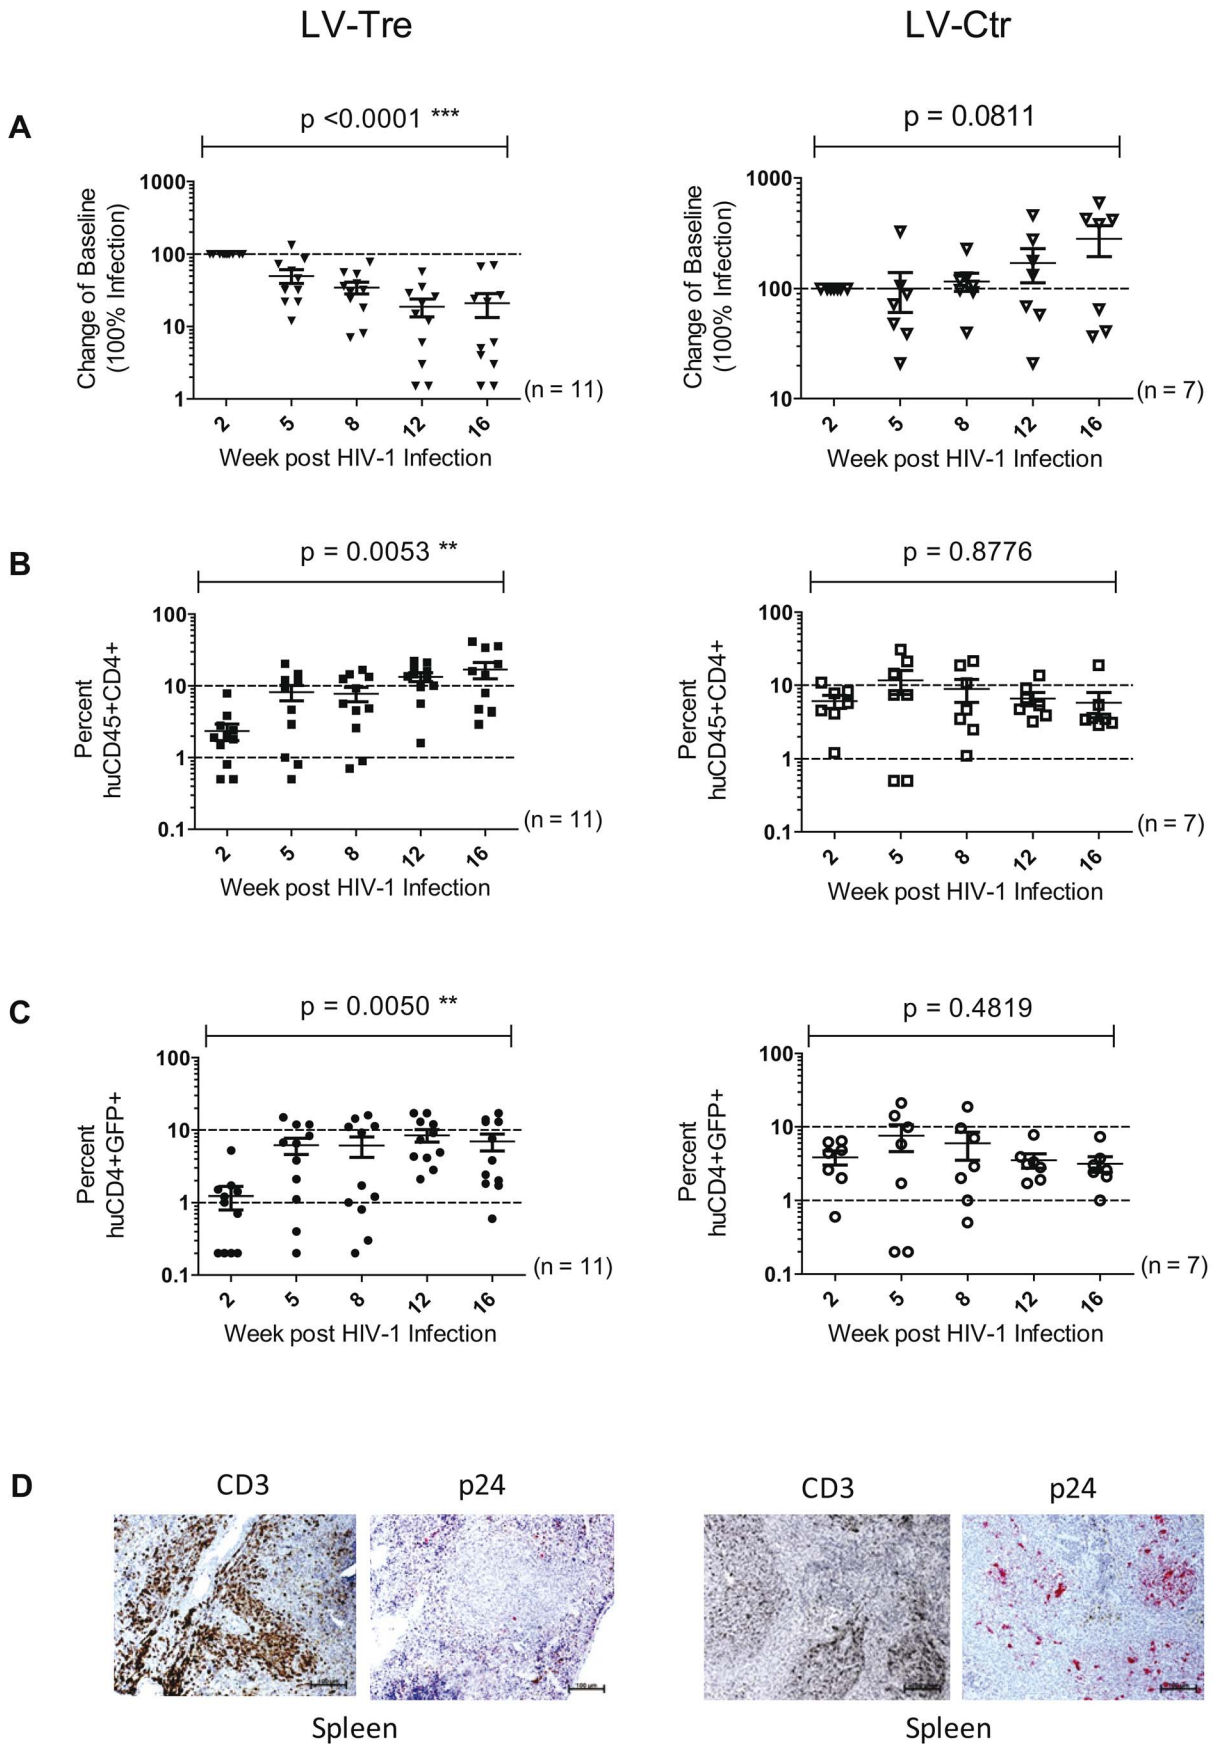 LV-Tre
LV-Ctr
A
p <0.0001 ***
p = 0.0811
Change of Baseline
(100% Infection)
1000
100
10
1
2
5
8
12
16
(n = 11)
Week post HIV-1 Infection
Change of Baseline
(100% Infection)
1000
100
10
2
5
8
12
16
(n = 7)
Week post HIV-1 Infection
B
p = 0.0053 **
p = 0.8776
Percent
huCD45+CD4+
100
10
1
0.1
2
5
8
12
16
(n = 11)
Week post HIV-1 Infection
Percent
huCD45+CD4+
100
10
1
0.1
2
5
8
12
16
(n = 7)
Week post HIV-1 Infection
C
p = 0.0050 **
p = 0.4819
Percent
huCD4+GFP+
100
10
1
0.1
2
5
8
12
16
(n = 11)
Week post HIV-1 Infection
Percent
huCD4+GFP+
100
10
1
0.1
2
5
8
12
16
(n = 7)
Week post HIV-1 Infection
D
CD3
p24
CD3
p24
100 µm
Spleen
Spleen